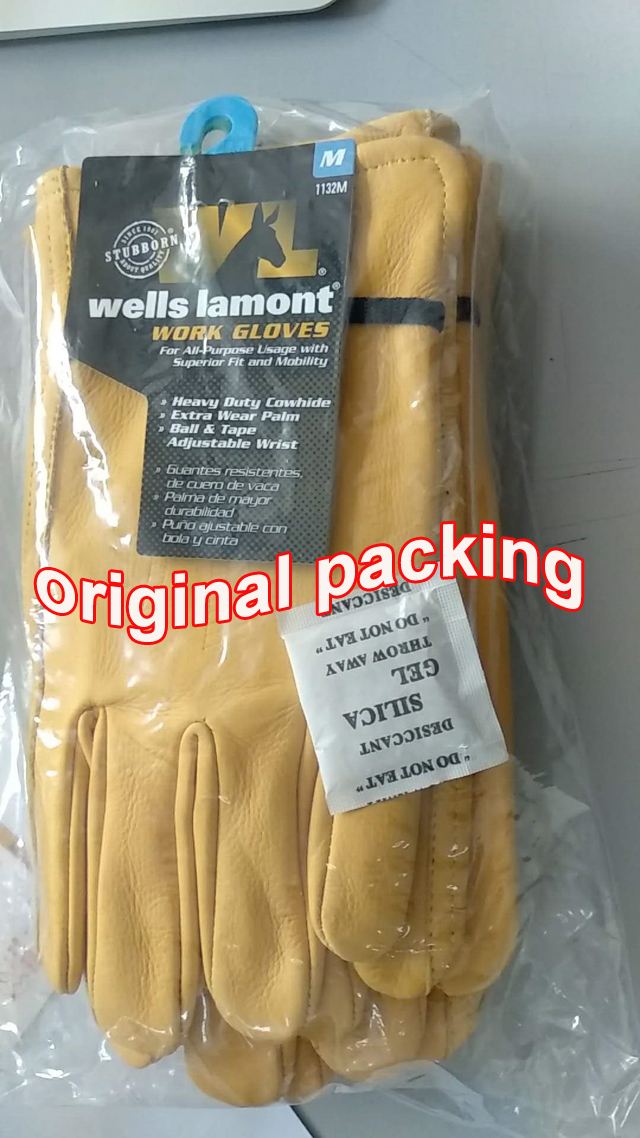 M
1132M
SINCE 1907
STUBBORN
ABOUT QUALITY
WL®
wells lamont®
WORK GLOVES
For All-Purpose Usage with
Superior Fit and Mobility
» Heavy Duty Cowhide
» Extra Wear Palm
» Ball & Tape
Adjustable Wrist
» Guantes resistentes,
de cuero de vaca
» Palma de mayor
durabilidad
» Puño ajustable con
bola y cinta
original packing
"DO NOT EAT"
DESICCANT
SILICA
GEL
THROW AWAY
"DO NOT EAT"
DESICCANT